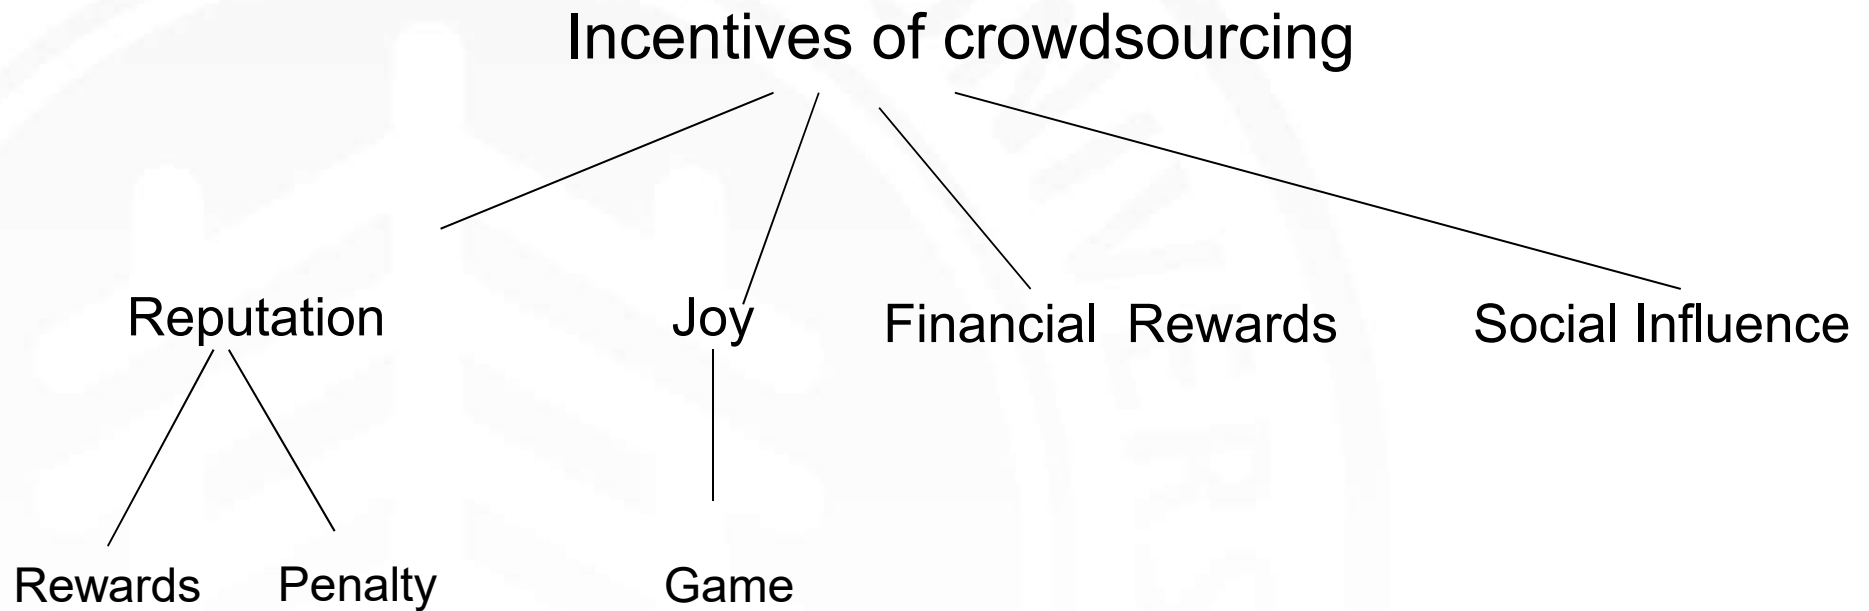 Incentives of crowdsourcing
Reputation
Joy
Financial Rewards
Social Influence
Rewards
Penalty
Game